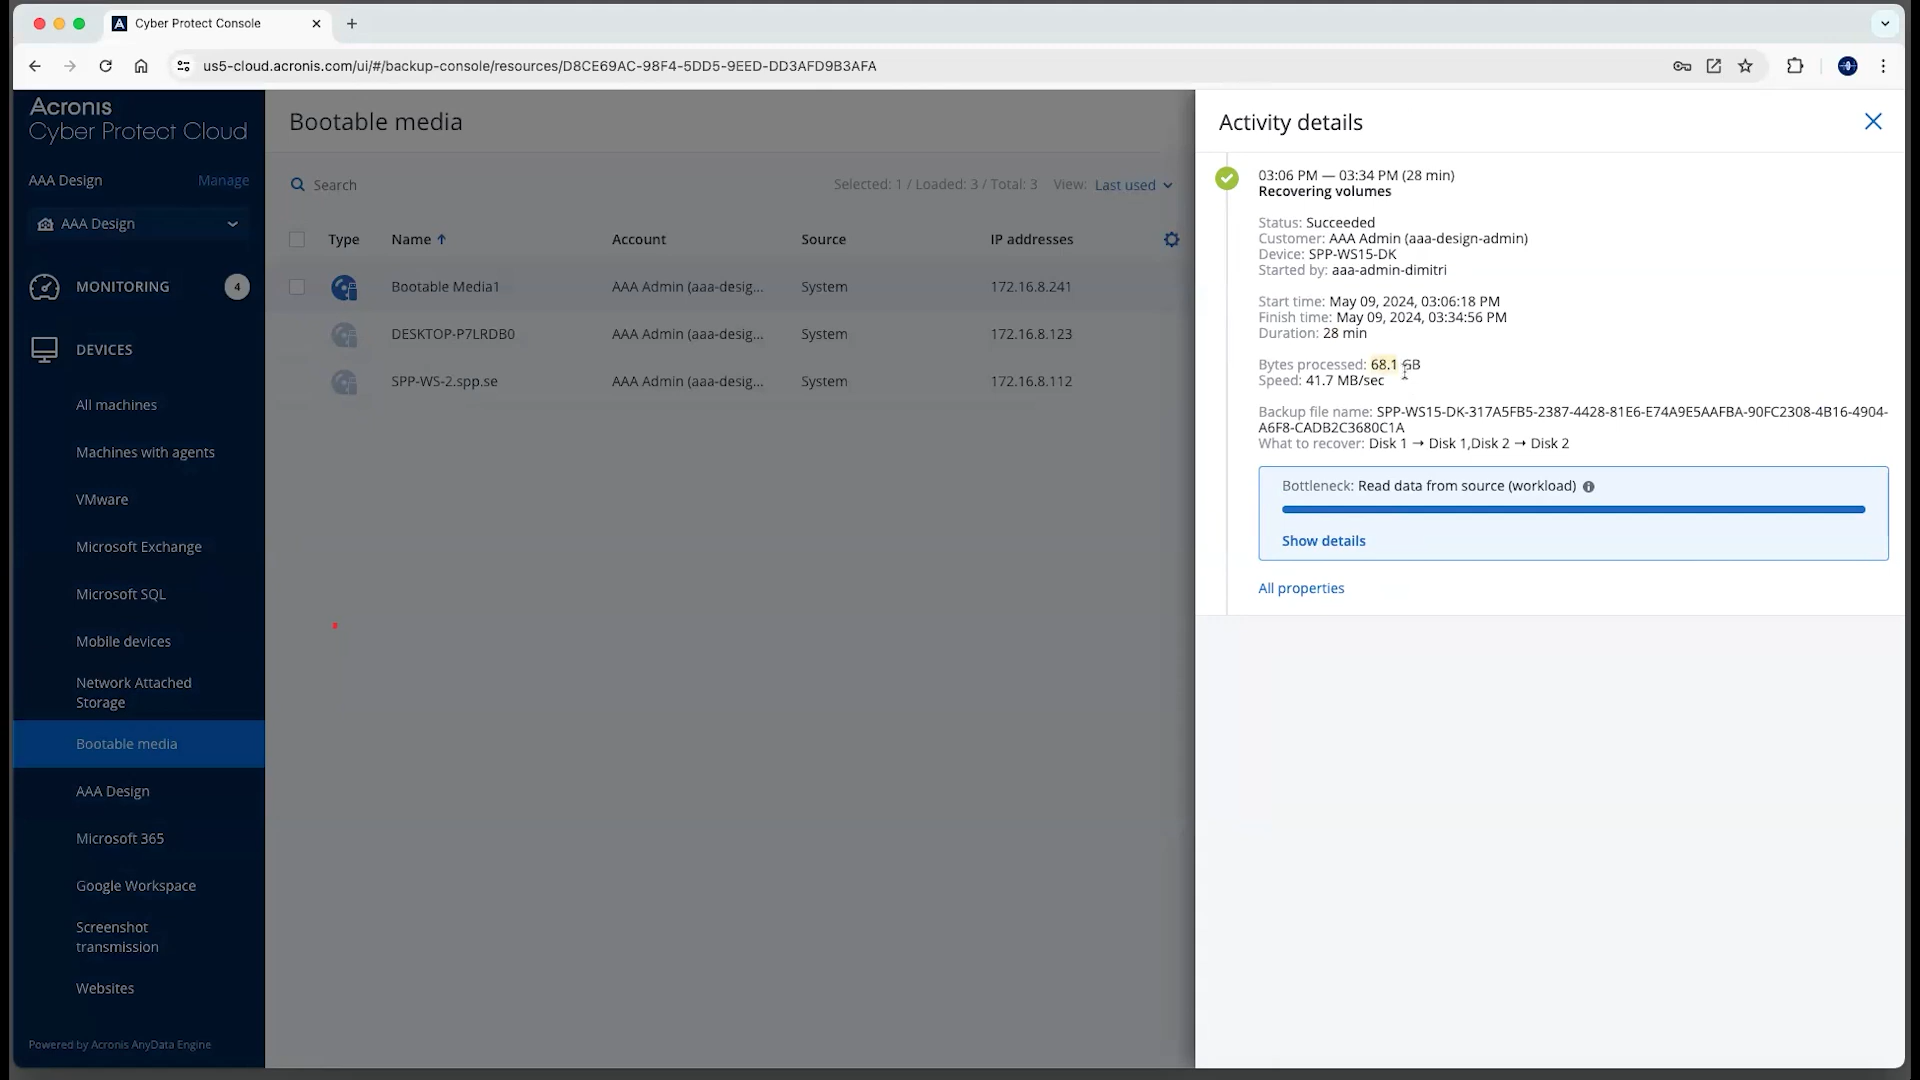 Cyber Protect Console
us5-cloud.acronis.com/ui/#/backup-console/resources/D8CE69AC-98F4-5DD5-9EED-DD3AFD9B3AFA
Acronis
Cyber Protect Cloud
AAA Design
Manage
AAA Design
MONITORING
4
DEVICES
All machines
Machines with agents
VMware
Microsoft Exchange
Microsoft SQL
Mobile devices
Network Attached
Storage
Bootable media
AAA Design
Microsoft 365
Google Workspace
Screenshot
transmission
Websites
Powered by Acronis AnyData Engine
Bootable media
Search
Selected: 1 / Loaded: 3 / Total: 3 View: Last used
Type Name Account Source IP addresses
Bootable Media1 AAA Admin (aaa-desig... System 172.16.8.241
DESKTOP-P7LRDB0 AAA Admin (aaa-desig... System 172.16.8.123
SPP-WS-2.spp.se AAA Admin (aaa-desig... System 172.16.8.112
Activity details
03:06 PM — 03:34 PM (28 min)
Recovering volumes
Status: Succeeded
Customer: AAA Admin (aaa-design-admin)
Device: SPP-WS15-DK
Started by: aaa-admin-dimitri
Start time: May 09, 2024, 03:06:18 PM
Finish time: May 09, 2024, 03:34:56 PM
Duration: 28 min
Bytes processed: 68.1 GB
Speed: 41.7 MB/sec
Backup file name: SPP-WS15-DK-317A5FB5-2387-4428-81E6-E74A9E5AAFBA-90FC2308-4B16-4904-
A6F8-CADB2C3680C1A
What to recover: Disk 1 → Disk 1,Disk 2 → Disk 2
Bottleneck: Read data from source (workload)
Show details
All properties